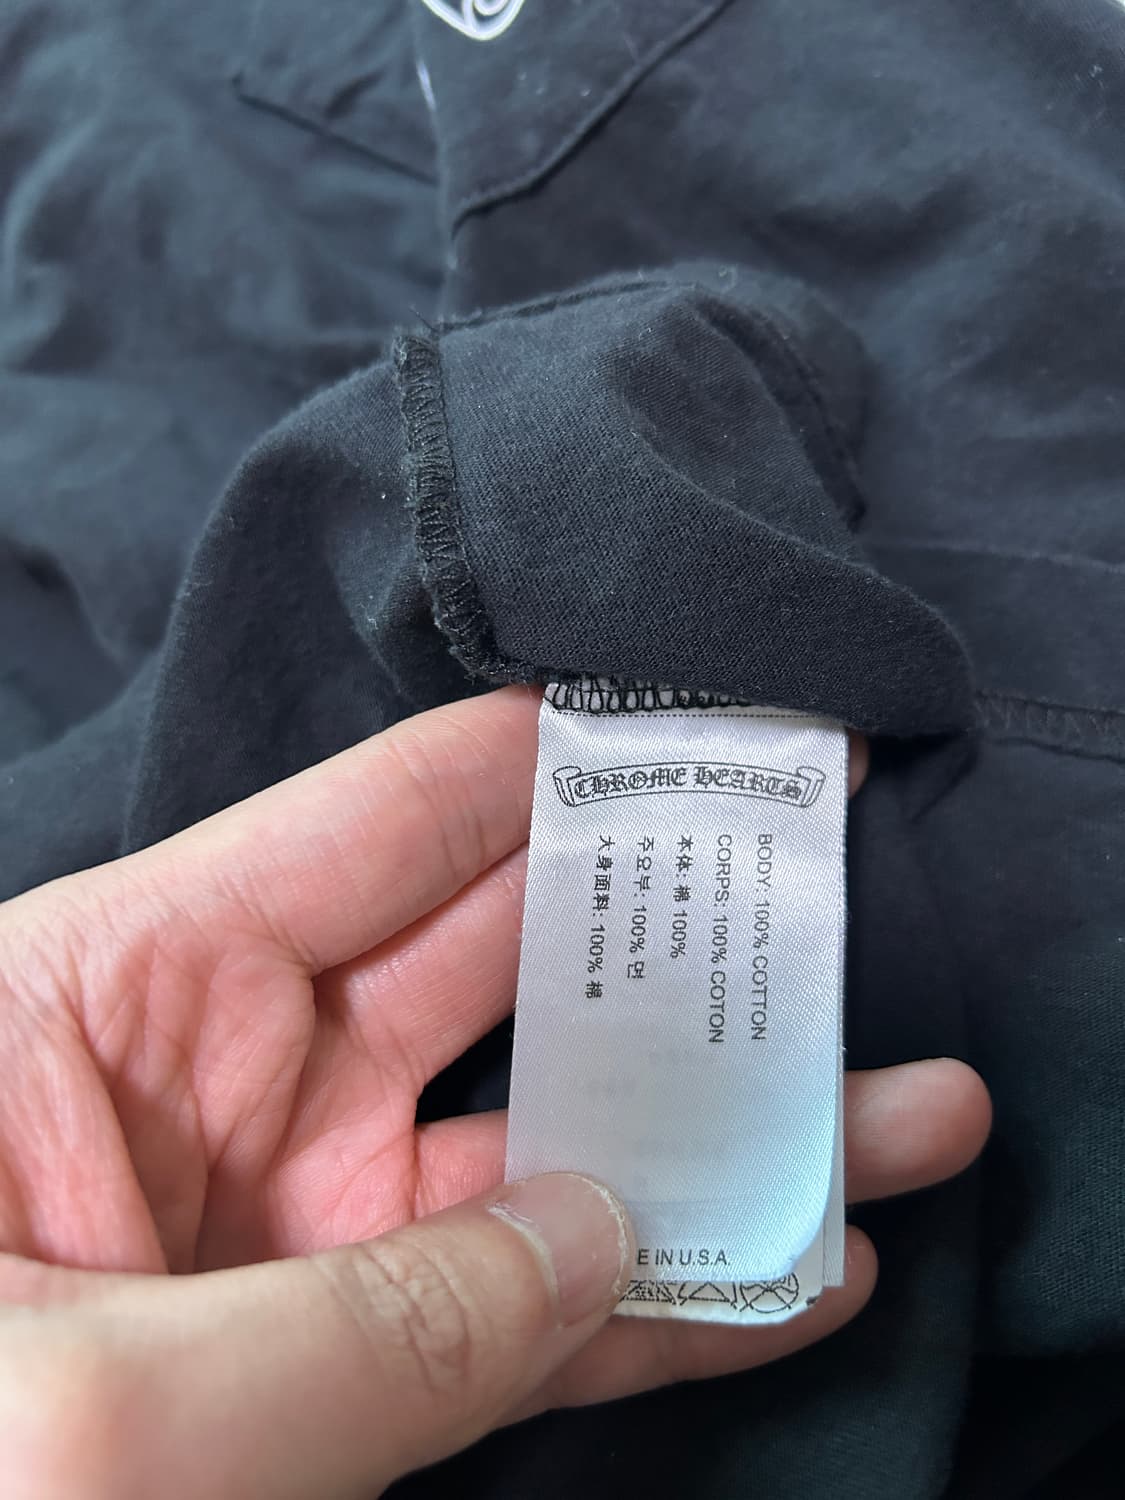 CHROME HEARTS
BODY: 100% COTTON
CORPS: 100% COTON
本体: 棉 100%
주요부: 100% 면
大身面料: 100% 棉
E IN U.S.A.